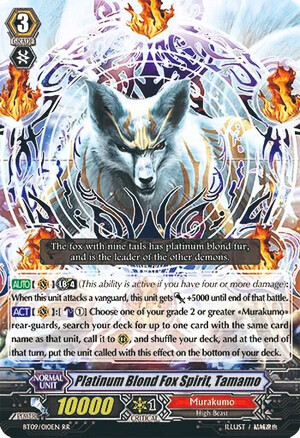 3
GRADE
The fox with nine tails has platinum blond fur,
and is the leader of the other demons.
AUTO : LB 4 (This ability is active if you have four or more damage):
When this unit attacks a vanguard, this unit gets +5000 until end of that battle.
ACT : [ (1)] Choose one of your grade 2 or greater «Murakumo»
rear-guards, search your deck for up to one card with the same card
name as that unit, call it to , and shuffle your deck, and at the end of
that turn, put the unit called with this effect on the bottom of your deck.
NORMAL UNIT Platinum Blond Fox Spirit, Tamamo
POWER 10000 1 CRITICAL Murakumo
High Beast
BT09/010EN RR ILLUST /